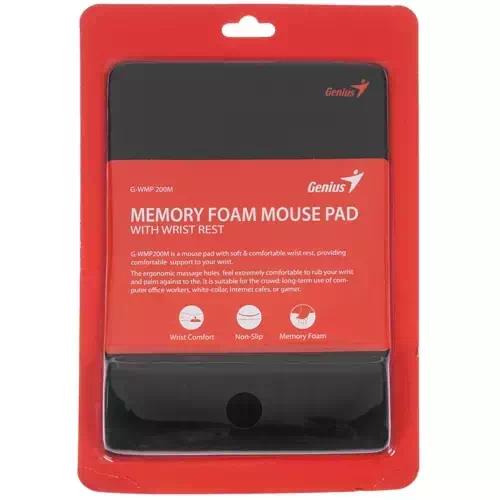 Genius
G-WMP 200M
Genius
MEMORY FOAM MOUSE PAD
WITH WRIST REST
G-WMP200M is a mouse pad with soft & comfortable wrist rest, providing
comfortable support to your wrist.
The ergonomic massage holes feel extremely comfortable to rub your wrist
and palm against to the. It is suitable for the crowd: long-term use of com-
puter office workers, white-collar, Internet cafes, or gamer.
Wrist Comfort
Non-Slip
Memory Foam